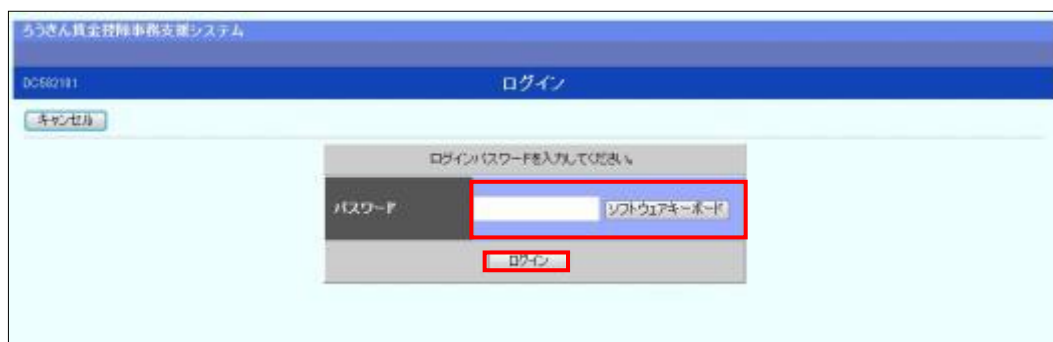 ろうきん賃金控除事務支援システム
DC502101
ログイン
キャンセル
ログインパスワードを入力してください。
パスワード
ソフトウェアキーボード
ログイン